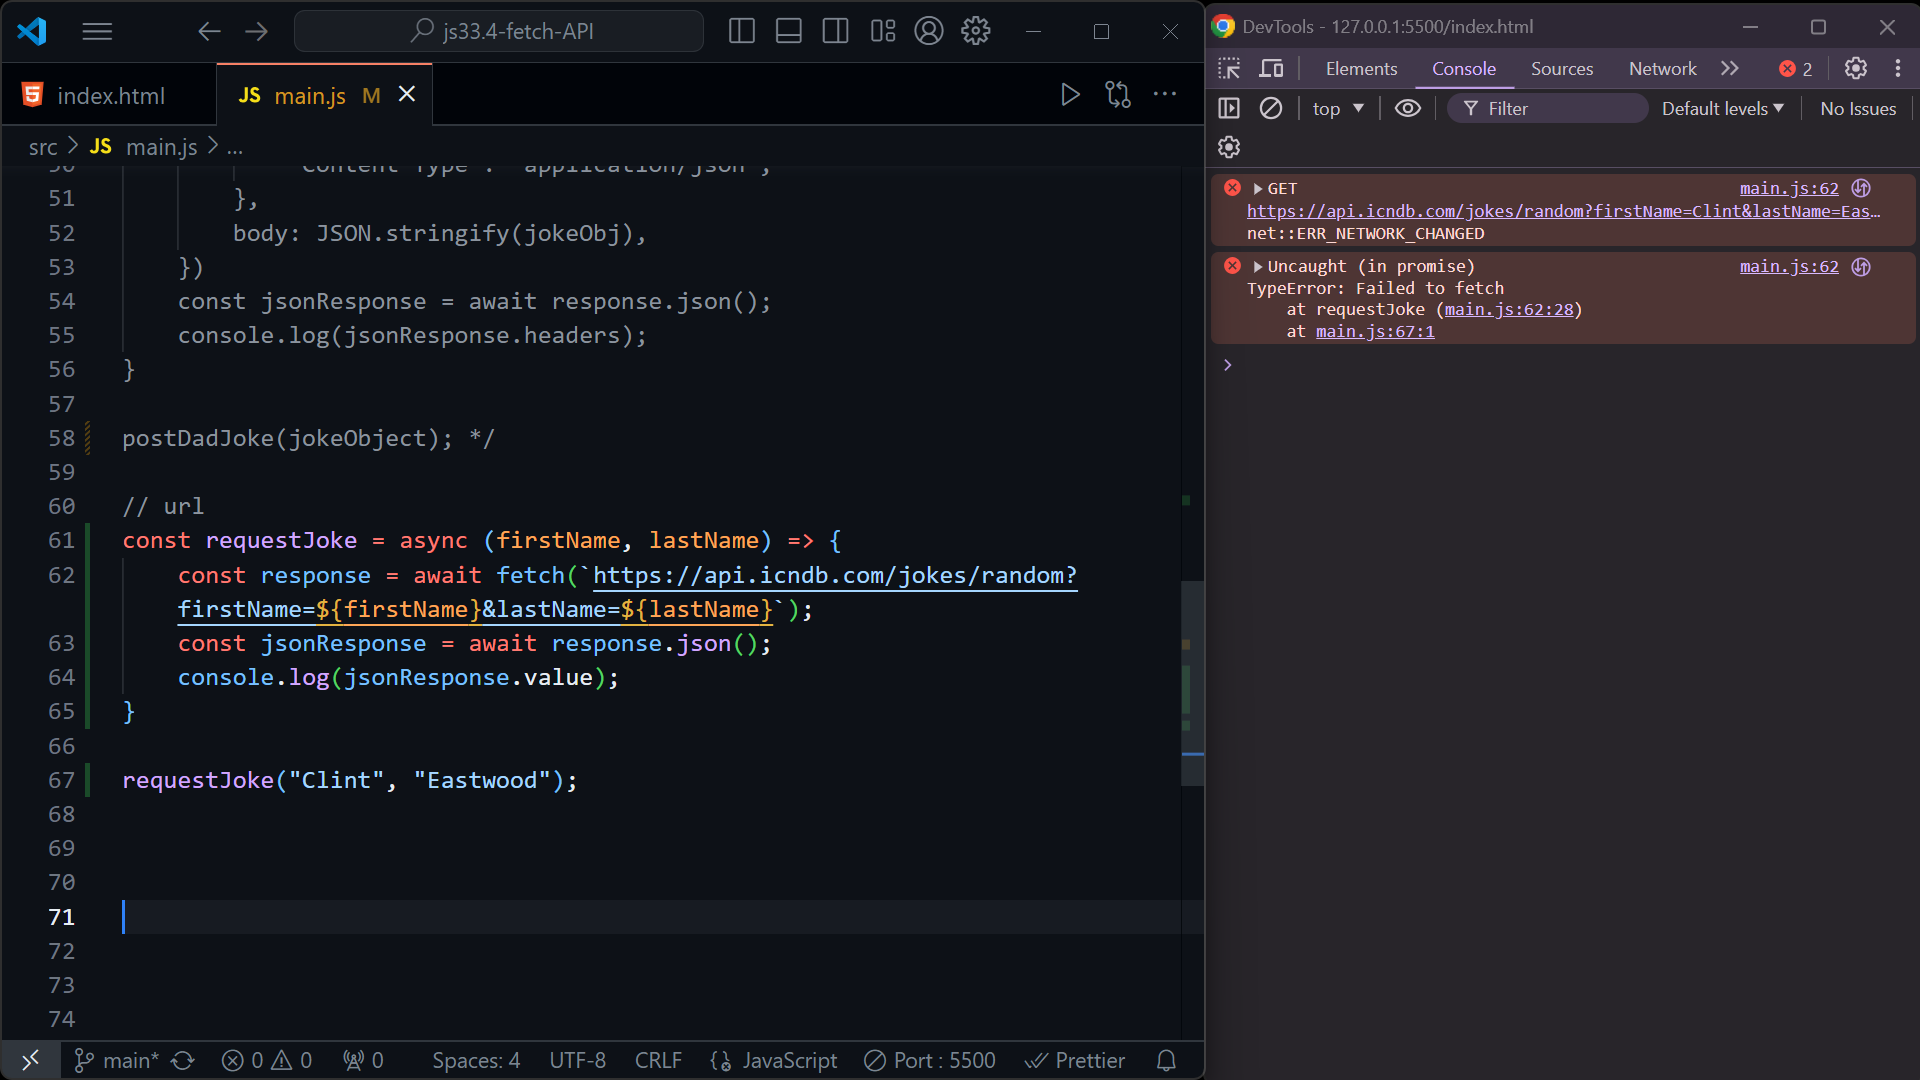 js33.4-fetch-API
index.html
JS main.js M
src > JS main.js > ...
51 },
52 body: JSON.stringify(jokeObj),
53 })
54 const jsonResponse = await response.json();
55 console.log(jsonResponse.headers);
56 }
57
58 postDadJoke(jokeObject); */
59
60 // url
61 const requestJoke = async (firstName, lastName) => {
62 const response = await fetch(`https://api.icndb.com/jokes/random?
firstName=${firstName}&lastName=${lastName}`);
63 const jsonResponse = await response.json();
64 console.log(jsonResponse.value);
65 }
66
67 requestJoke("Clint", "Eastwood");
68
69
70
71
72
73
74
main* 0 0 0 Spaces: 4 UTF-8 CRLF JavaScript Port : 5500 Prettier
DevTools - 127.0.0.1:5500/index.html
Elements Console Sources Network 2
top Filter Default levels No Issues
GET main.js:62
https://api.icndb.com/jokes/random?firstName=Clint&lastName=Eas…
net::ERR_NETWORK_CHANGED
Uncaught (in promise) main.js:62
TypeError: Failed to fetch
at requestJoke (main.js:62:28)
at main.js:67:1